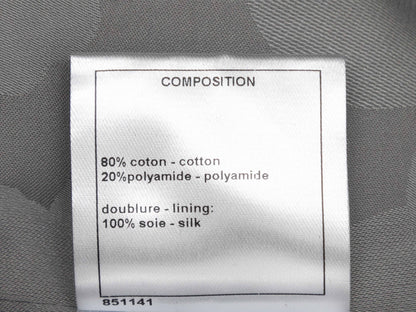 COMPOSITION
80% coton - cotton
20%polyamide - polyamide
doublure - lining:
100% soie - silk
851141